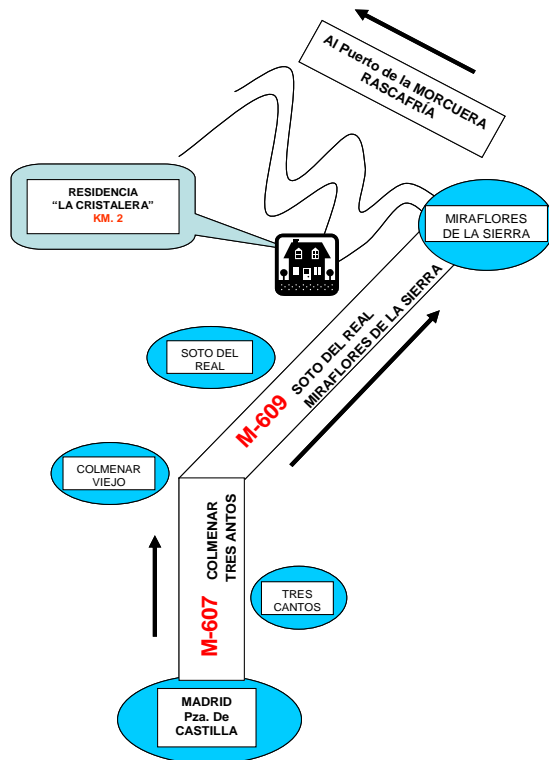 Al Puerto de la MORCUERA
RASCAFRÍA
RESIDENCIA
“LA CRISTALERA”
KM. 2
MIRAFLORES
DE LA SIERRA
SOTO DEL
REAL
M-609 SOTO DEL REAL
MIRAFLORES DE LA SIERRA
COLMENAR
VIEJO
M-607 COLMENAR
TRES ANTOS
TRES
CANTOS
MADRID
Pza. De
CASTILLA